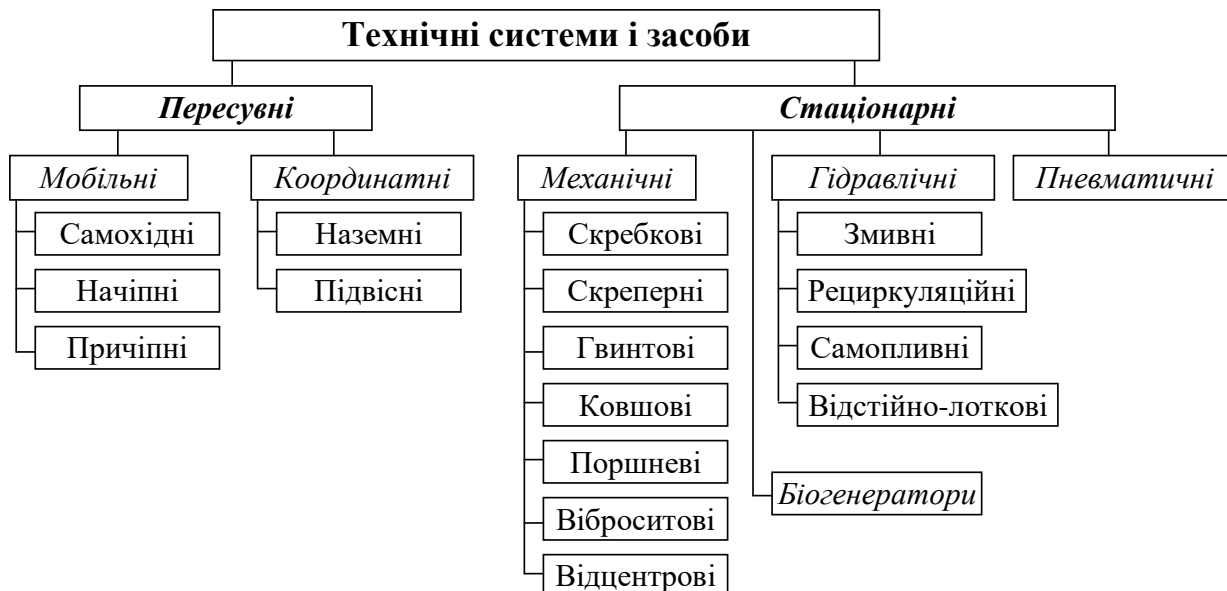 Технічні системи і засоби
Пересувні
Стаціонарні
Мобільні
Координатні
Механічні
Гідравлічні
Пневматичні
Самохідні
Наземні
Скребкові
Змивні
Начіпні
Підвісні
Скреперні
Рециркуляційні
Причіпні
Гвинтові
Самопливні
Ковшові
Відстійно-лоткові
Поршневі
Біогенератори
Віброситові
Відцентрові